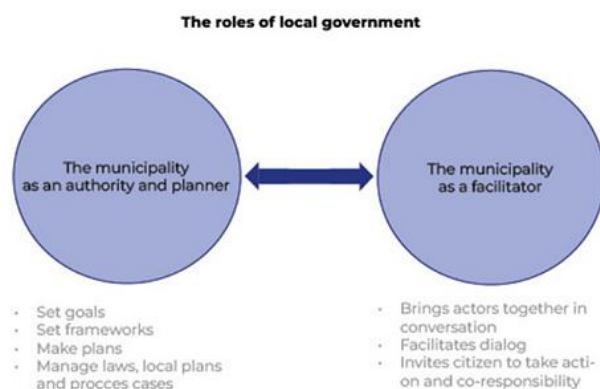 The roles of local government
The municipality
as an authority and planner
The municipality
as a facilitator
· Set goals
· Set frameworks
· Make plans
· Manage laws, local plans
and procces cases
· Brings actors together in
conversation
· Facilitates dialog
· Invites citizen to take acti-
on and co-responsibility